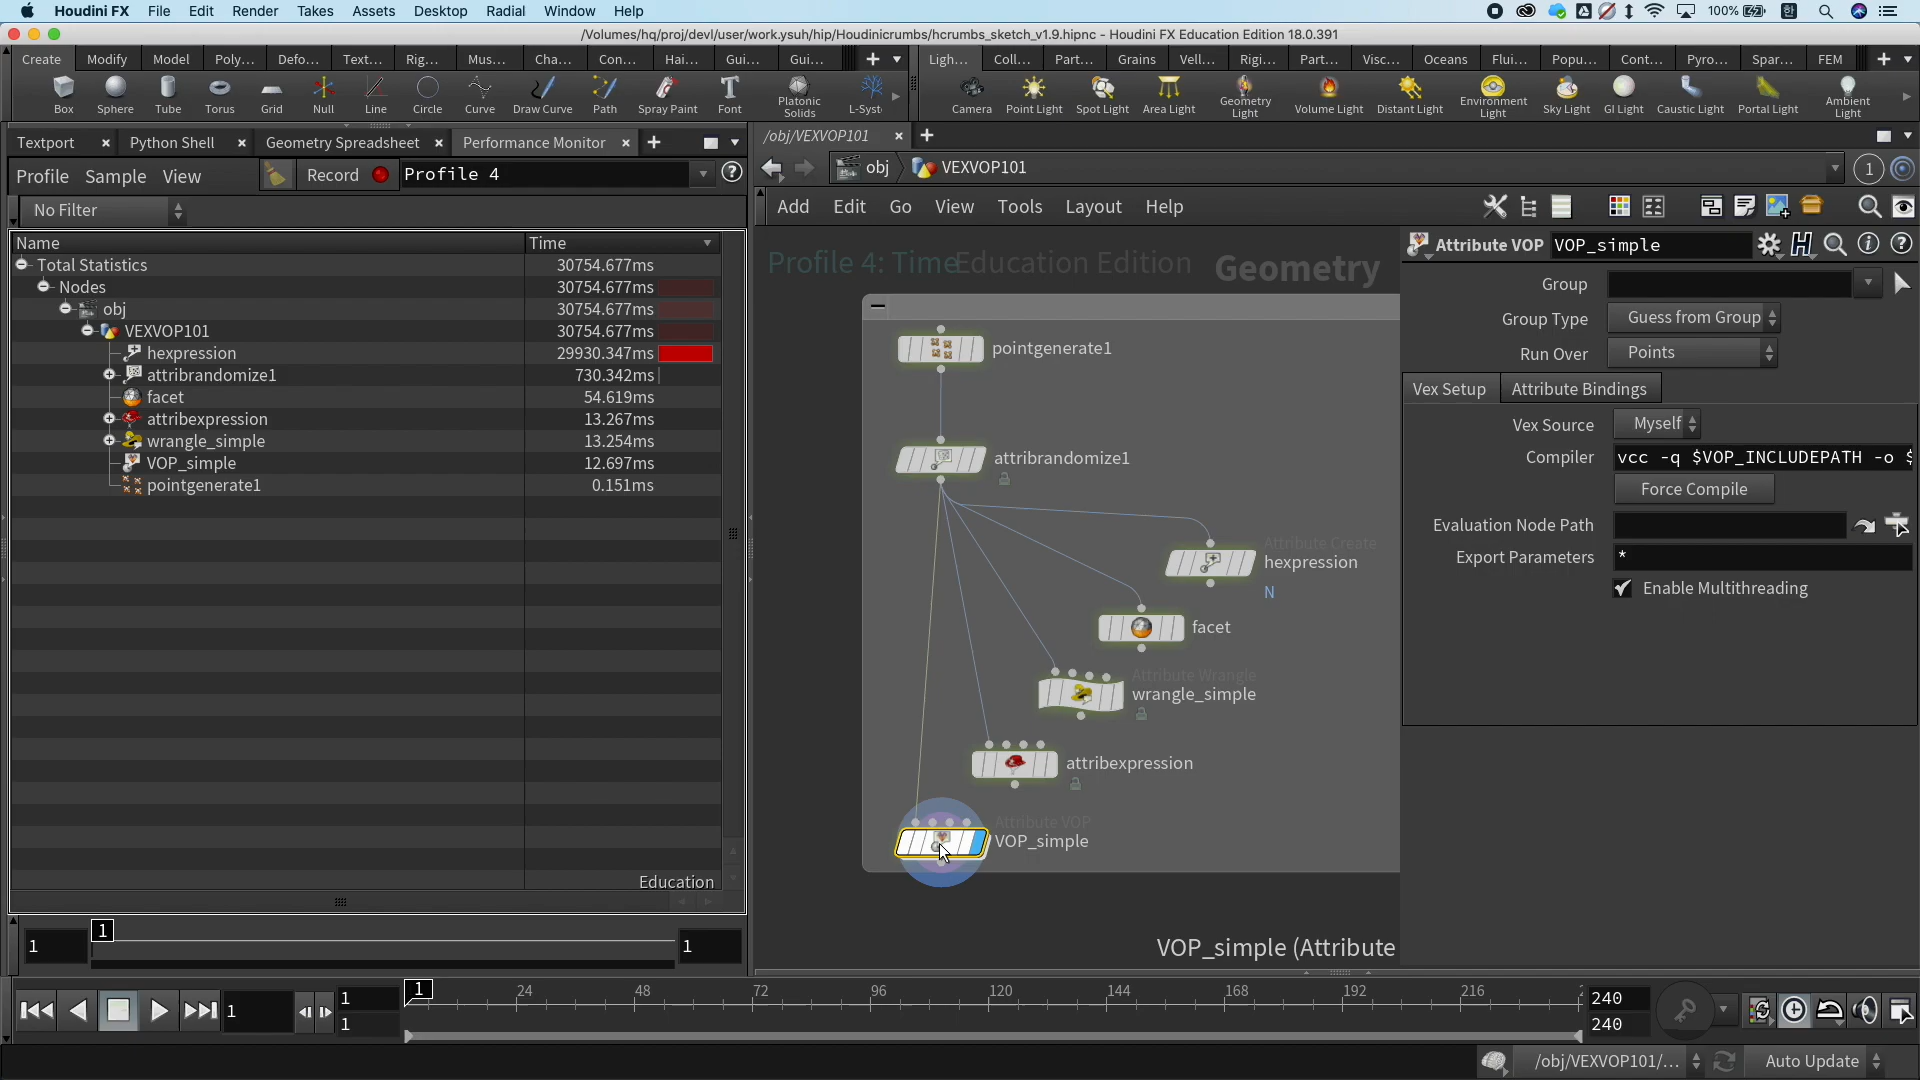 Houdini FX File Edit Render Takes Assets Desktop Radial Window Help 100% 한
/Volumes/hq/proj/devl/user/work.ysuh/hip/Houdinicrumbs/hcrumbs_sketch_v1.9.hipnc - Houdini FX Education Edition 18.0.391
Create Modify Model Poly... Defo... Text... Rig... Mus... Cha... Con... Hai... Gui... Gui... Ligh... Coll... Part... Grains Vell... Rigi... Part... Visc... Oceans Flui... Popu... Cont... Pyro... Spar... FEM
Box Sphere Tube Torus Grid Null Line Circle Curve Draw Curve Path Spray Paint Font Platonic Solids L-Syst Camera Point Light Spot Light Area Light Geometry Light Volume Light Distant Light Environment Light Sky Light GI Light Caustic Light Portal Light Ambient Light
Textport Python Shell Geometry Spreadsheet Performance Monitor
Profile Sample View Record Profile 4
No Filter
Name Time
Total Statistics 30754.677ms
Nodes 30754.677ms
obj 30754.677ms
VEXVOP101 30754.677ms
hexpression 29930.347ms
attribrandomize1 730.342ms
facet 54.619ms
attribexpression 13.267ms
wrangle_simple 13.254ms
VOP_simple 12.697ms
pointgenerate1 0.151ms
Education
1 1 1
/obj/VEXVOP101
obj VEXVOP101 1
Add Edit Go View Tools Layout Help
Profile 4: Time Education Edition Geometry
pointgenerate1
attribrandomize1
Attribute Create
hexpression
N
facet
Attribute Wrangle
wrangle_simple
attribexpression
Attribute VOP
VOP_simple
VOP_simple (Attribute
Attribute VOP VOP_simple
Group
Group Type Guess from Group
Run Over Points
Vex Setup Attribute Bindings
Vex Source Myself
Compiler vcc -q $VOP_INCLUDEPATH -o $
Force Compile
Evaluation Node Path
Export Parameters *
Enable Multithreading
1 1 1 1 24 48 72 96 120 144 168 192 216 240
240
/obj/VEXVOP101/... Auto Update